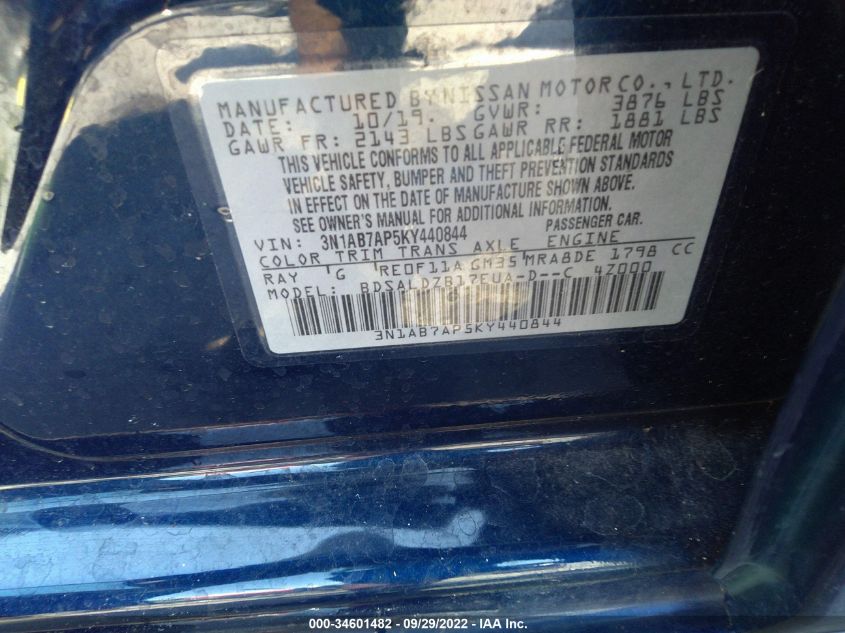 MANUFACTURED BY NISSAN MOTOR CO., LTD.
DATE: 10/19. GVWR: 3876 LBS
GAWR FR: 2143 LBS GAWR RR: 1881 LBS
THIS VEHICLE CONFORMS TO ALL APPLICABLE FEDERAL MOTOR
VEHICLE SAFETY, BUMPER AND THEFT PREVENTION STANDARDS
IN EFFECT ON THE DATE OF MANUFACTURE SHOWN ABOVE.
SEE OWNER'S MANUAL FOR ADDITIONAL INFORMATION
VIN: 3N1AB7AP5KY440844 PASSENGER CAR.
COLOR TRIM TRANS AXLE ENGINE
RAY G RE0F11A GM35 MRA8DE 1798 CC
MODEL: BDSALDZB17EUA-D--C 4Z000
3N1AB7AP5KY440844
000-34601482 - 09/29/2022 - IAA Inc.